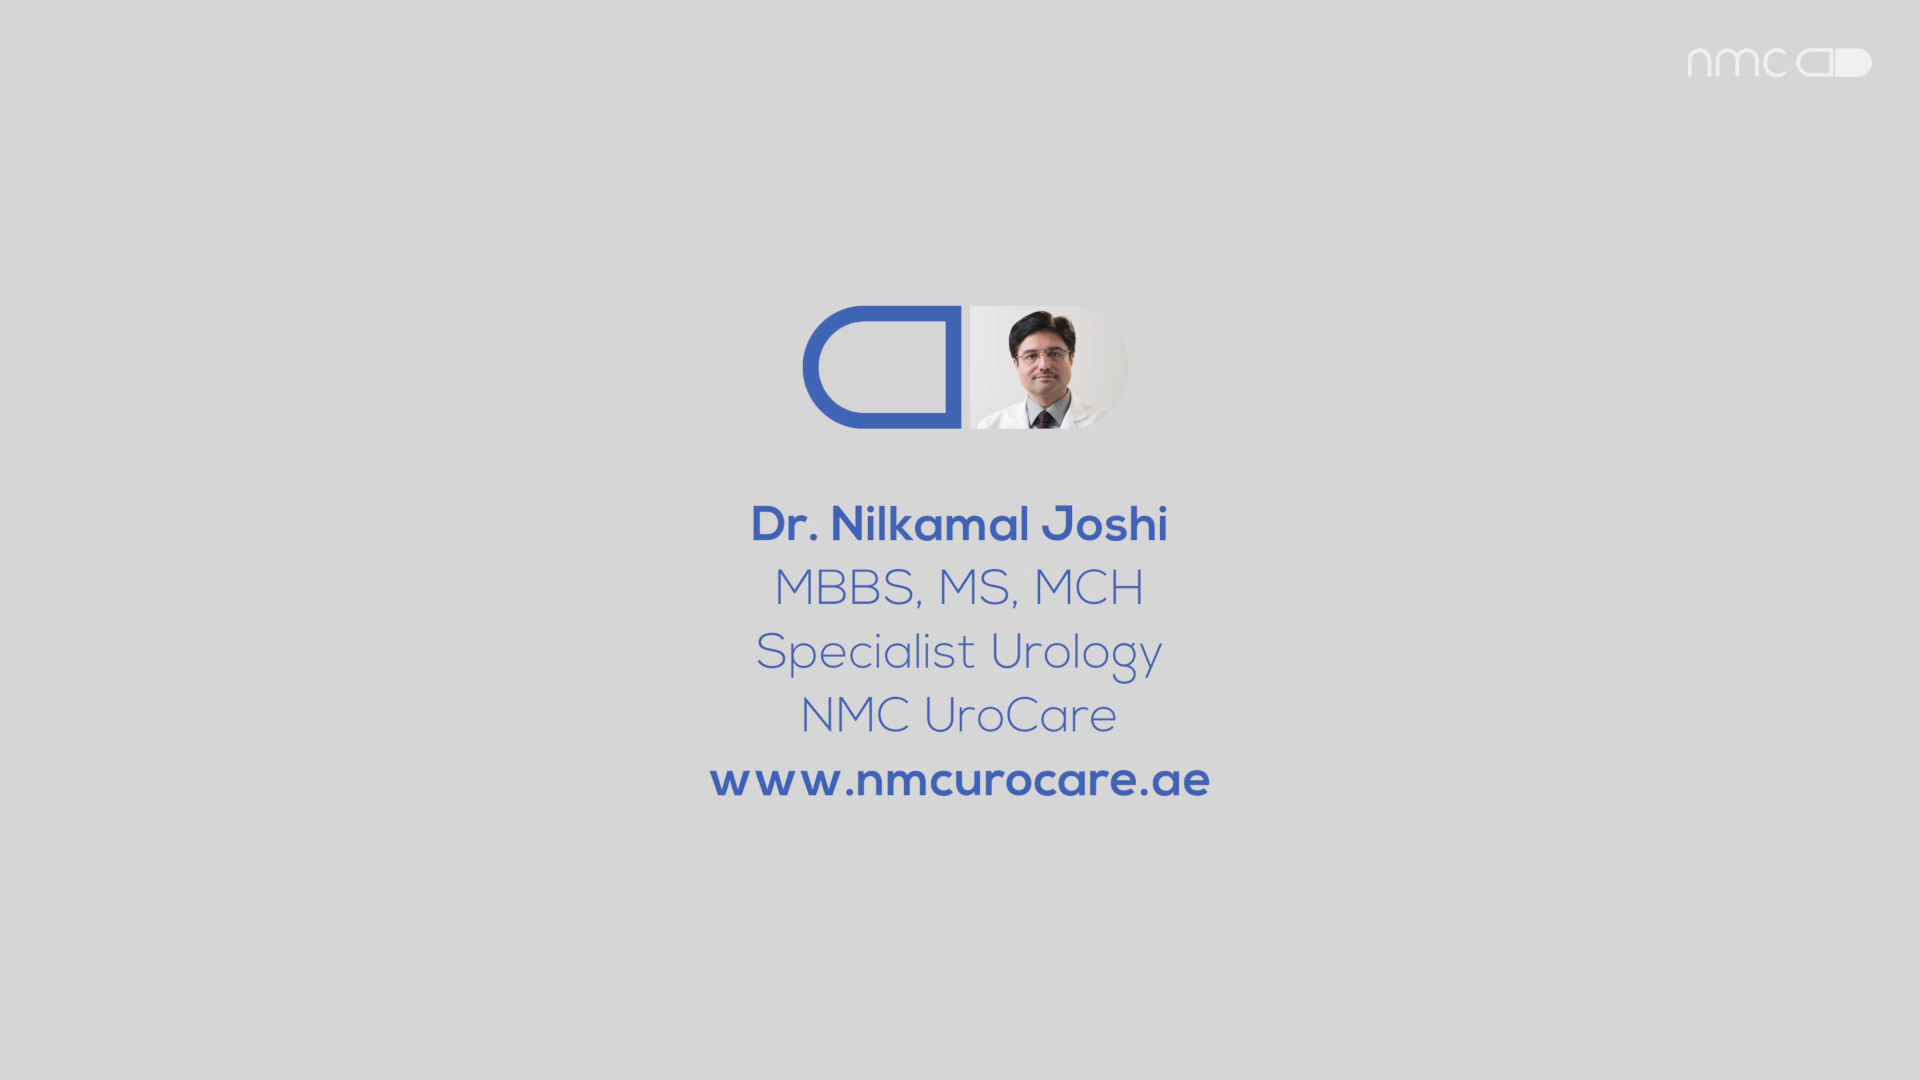 nmc
Dr. Nilkamal Joshi
MBBS, MS, MCH
Specialist Urology
NMC UroCare
www.nmcurocare.ae